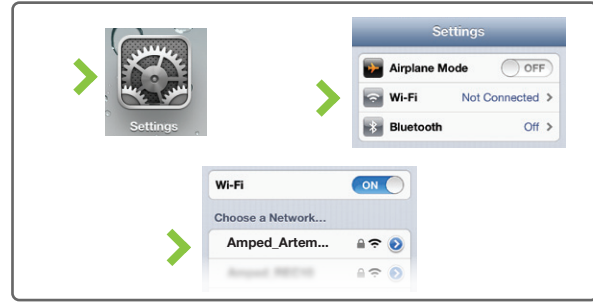 Settings
Settings
Airplane Mode OFF
Wi-Fi Not Connected
Bluetooth Off
Wi-Fi ON
Choose a Network...
Amped_Artem...